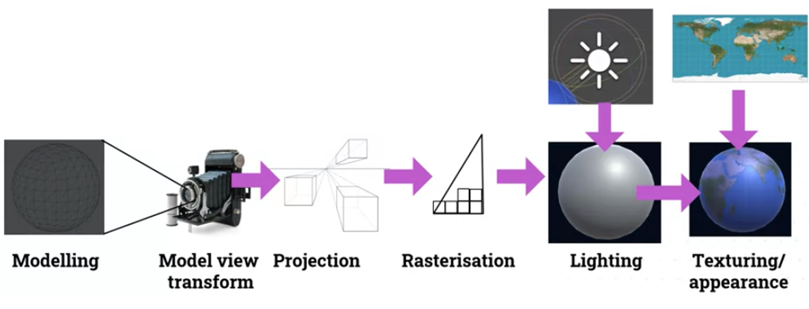 Modelling
Model view
transform
Projection
Rasterisation
Lighting
Texturing/
appearance